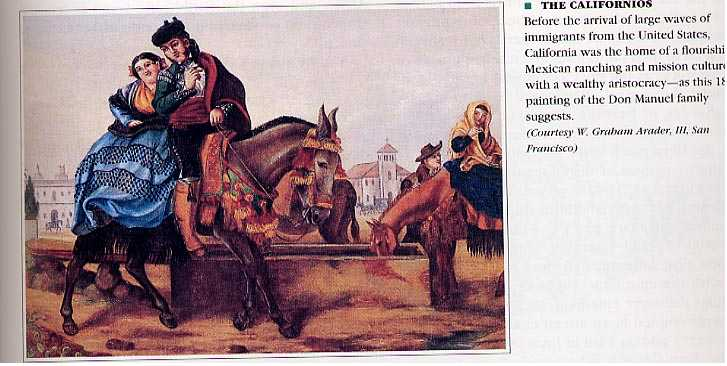 THE CALIFORNIOS
Before the arrival of large waves of
immigrants from the United States,
California was the home of a flourishi
Mexican ranching and mission culture
with a wealthy aristocracy—as this 18
painting of the Don Manuel family
suggests.
(Courtesy W. Graham Arader, III, San
Francisco)